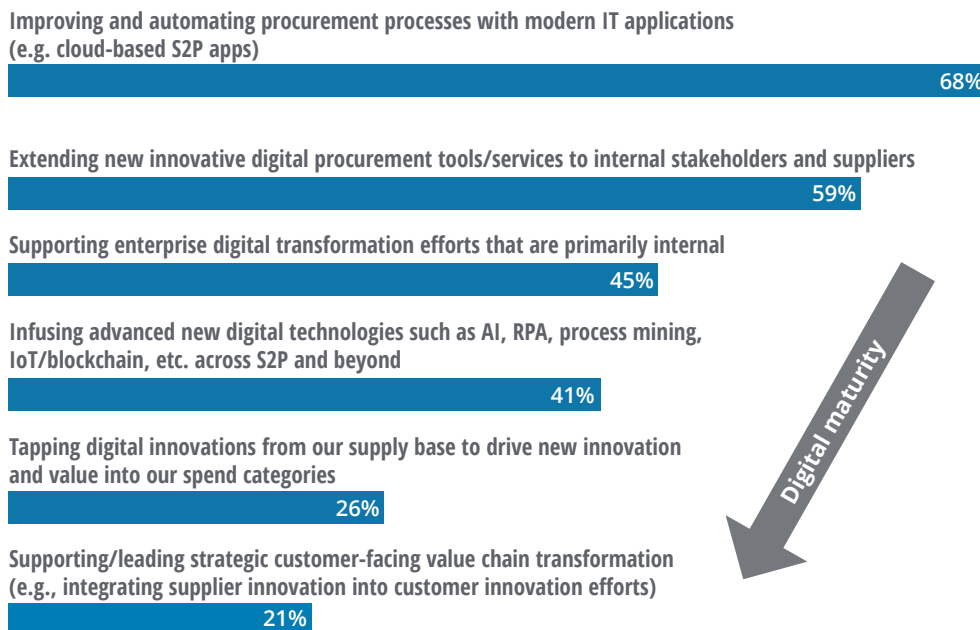 Improving and automating procurement processes with modern IT applications
(e.g. cloud-based S2P apps)
68%
Extending new innovative digital procurement tools/services to internal stakeholders and suppliers
59%
Supporting enterprise digital transformation efforts that are primarily internal
45%
Infusing advanced new digital technologies such as AI, RPA, process mining,
IoT/blockchain, etc. across S2P and beyond
41%
Digital maturity
Tapping digital innovations from our supply base to drive new innovation
and value into our spend categories
26%
Supporting/leading strategic customer-facing value chain transformation
(e.g., integrating supplier innovation into customer innovation efforts)
21%